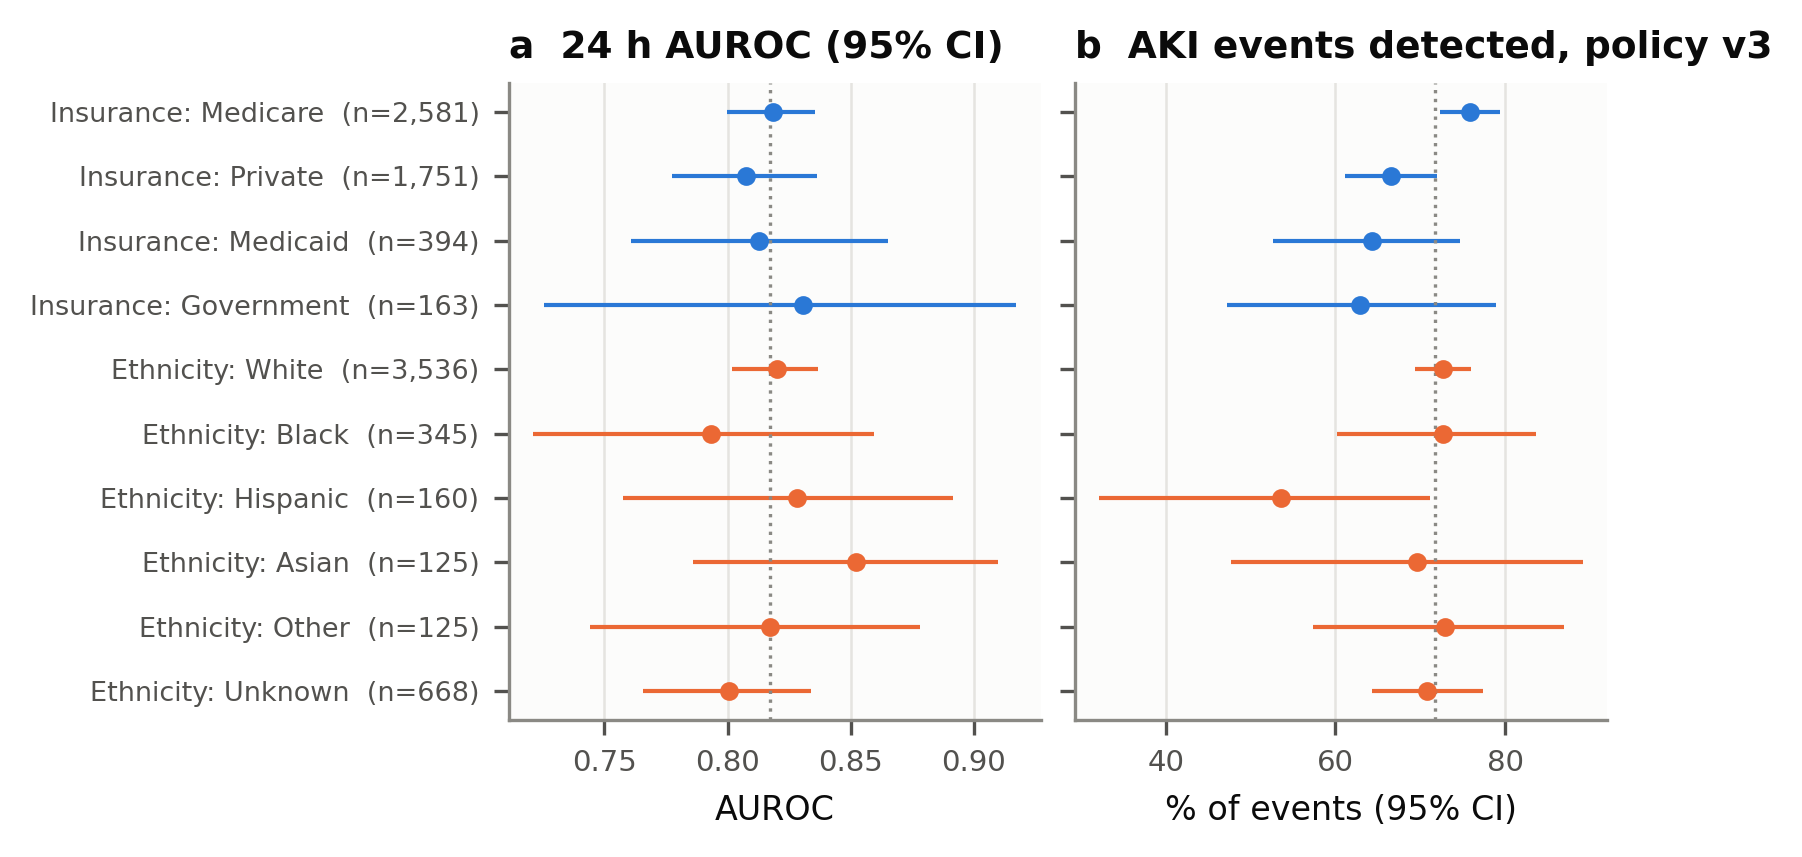 a  24 h AUROC (95% CI)
b  AKI events detected, policy v3
Insurance: Medicare  (n=2,581)
Insurance: Private  (n=1,751)
Insurance: Medicaid  (n=394)
Insurance: Government  (n=163)
Ethnicity: White  (n=3,536)
Ethnicity: Black  (n=345)
Ethnicity: Hispanic  (n=160)
Ethnicity: Asian  (n=125)
Ethnicity: Other  (n=125)
Ethnicity: Unknown  (n=668)
0.75 0.80 0.85 0.90
AUROC
40 60 80
% of events (95% CI)